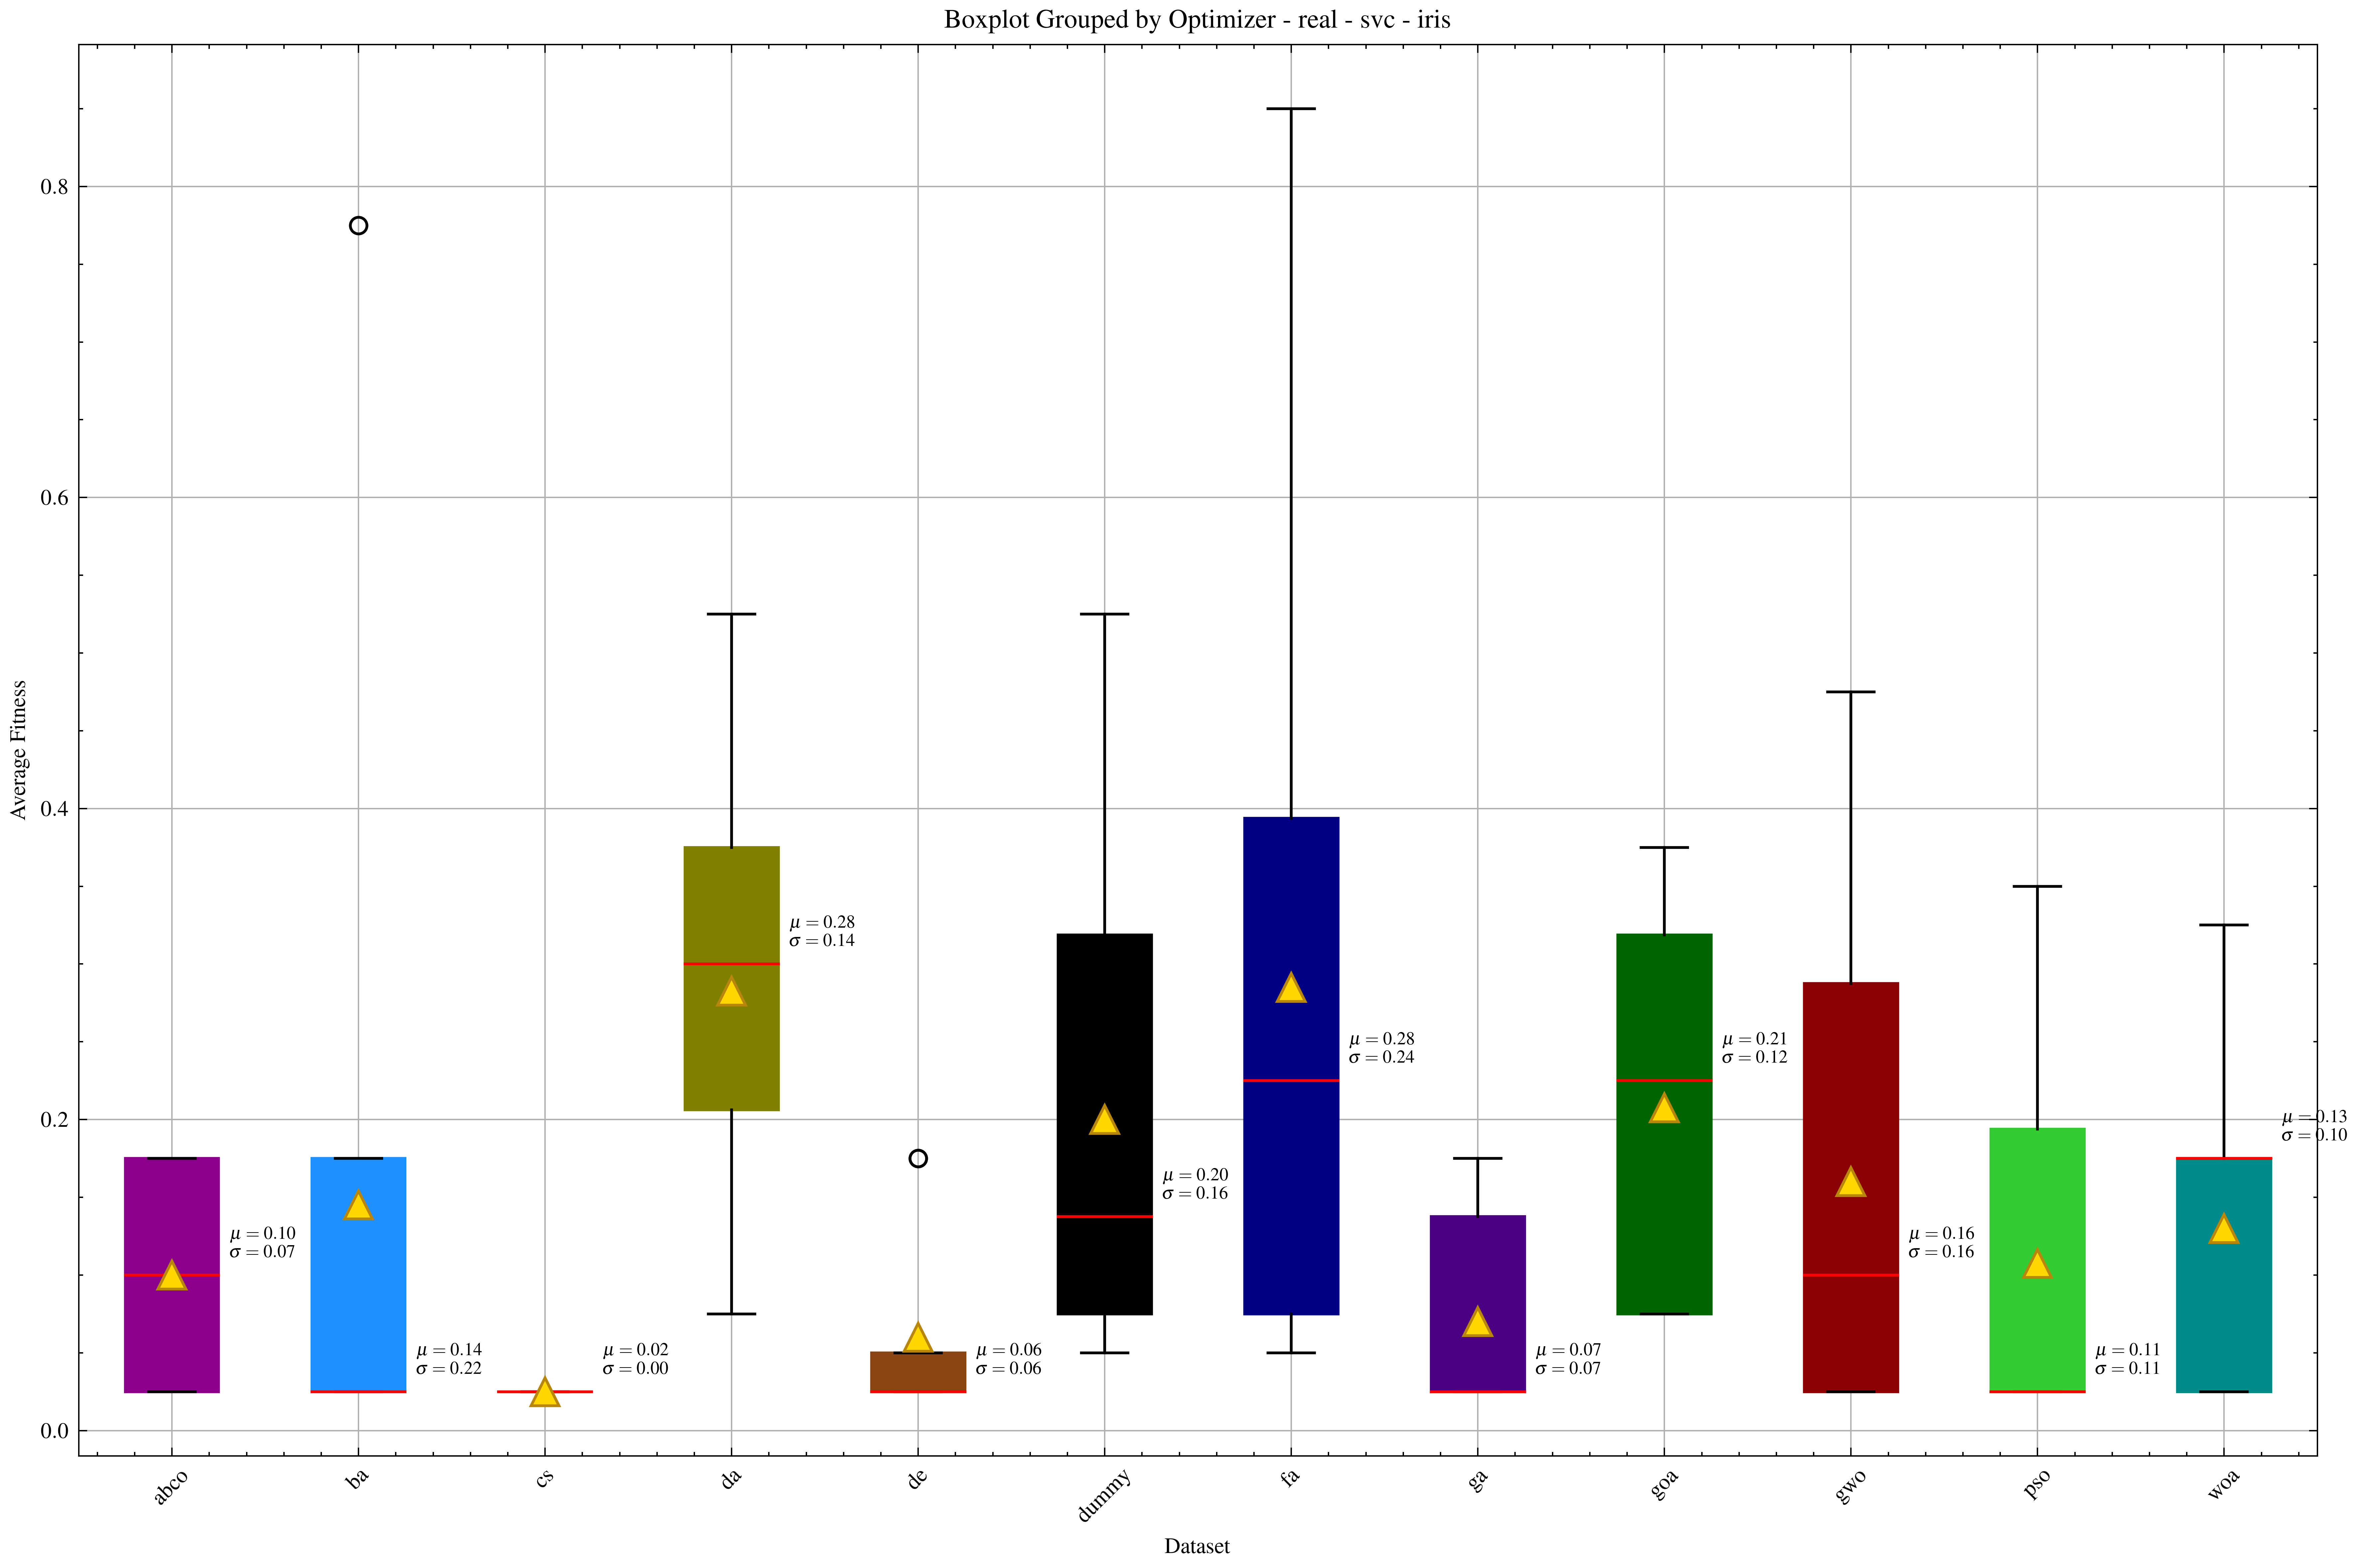 Boxplot Grouped by Optimizer - real - svc - iris
Average Fitness
0.8
0.6
0.4
0.2
0.0
μ = 0.10
σ = 0.07
μ = 0.14
σ = 0.22
μ = 0.02
σ = 0.00
μ = 0.28
σ = 0.14
μ = 0.06
σ = 0.06
μ = 0.20
σ = 0.16
μ = 0.28
σ = 0.24
μ = 0.07
σ = 0.07
μ = 0.21
σ = 0.12
μ = 0.16
σ = 0.16
μ = 0.11
σ = 0.11
μ = 0.13
σ = 0.10
abco
ba
cs
da
de
dummy
fa
ga
goa
gwo
pso
woa
Dataset